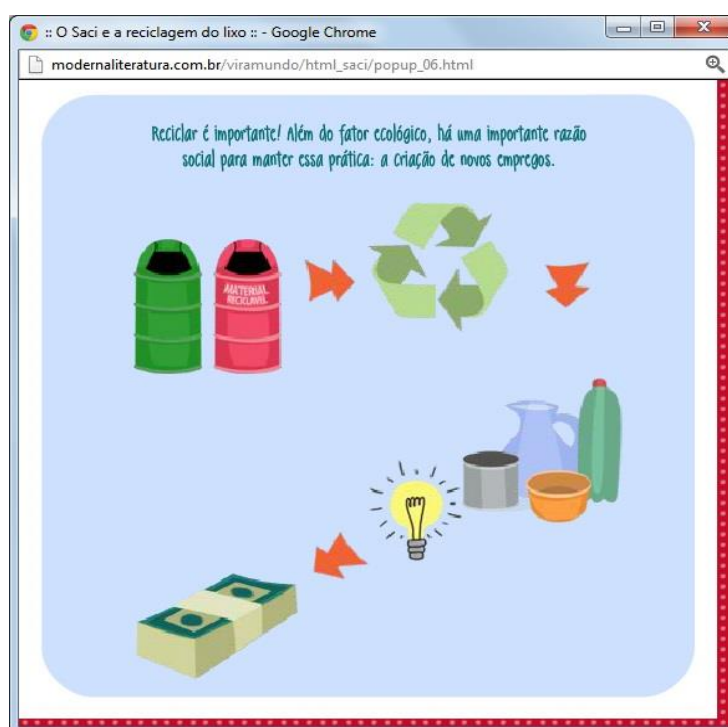 :: O Saci e a reciclagem do lixo :: - Google Chrome
modernaliteratura.com.br/viramundo/html_saci/popup_06.html
Reciclar é importante! Além do fator ecológico, há uma importante razão
social para manter essa prática: a criação de novos empregos.
MATERIAL
RECICLÁVEL